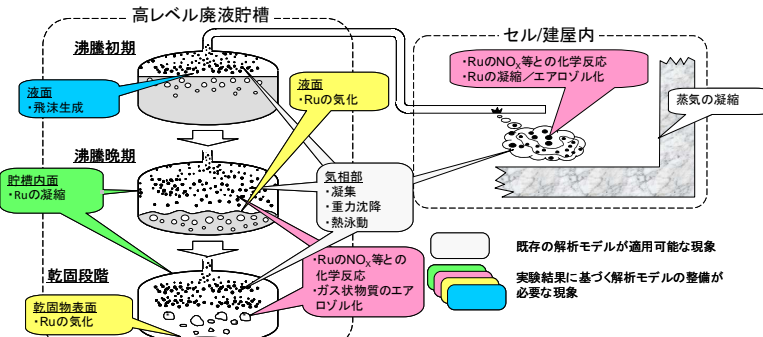 高レベル廃液貯槽
沸騰初期
液面
・飛沫生成
液面
・Ruの気化
沸騰晩期
貯槽内面
・Ruの凝縮
気相部
・凝集
・重力沈降
・熱泳動
・RuのNOX等との
化学反応
・ガス状物質のエア
ロゾル化
乾固段階
乾固物表面
・Ruの気化
セル/建屋内
・RuのNOX等との化学反応
・Ruの凝縮／エアロゾル化
蒸気の凝縮
既存の解析モデルが適用可能な現象
実験結果に基づく解析モデルの整備が
必要な現象